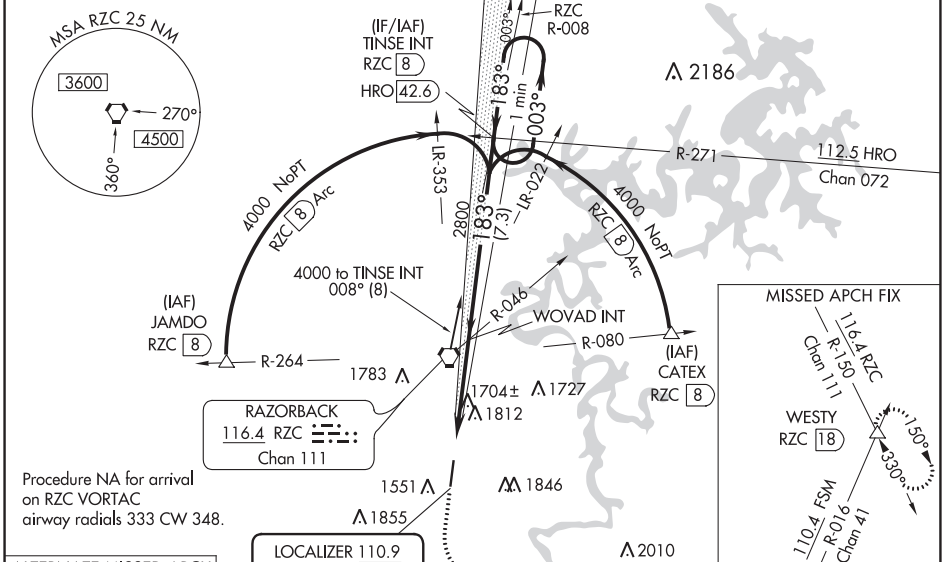 MSA RZC 25 NM
3600
270°
4500
360°
(IF/IAF)
TINSE INT
RZC 8
HRO 42.6
003°
RZC
R-008
183°
1 min
003°
2186
R-271
112.5 HRO
Chan 072
LR-353
LR-022
4000 NoPT
RZC 8 Arc
2800
183°
(7.3)
4000 NoPT
RZC 8 Arc
4000 to TINSE INT
008° (8)
R-046
WOVAD INT
(IAF)
JAMDO
RZC 8
R-264
R-080
(IAF)
CATEX
RZC 8
1783
1704±
1727
1812
RAZORBACK
116.4 RZC
Chan 111
MISSED APCH FIX
116.4 RZC
R-150
Chan 111
WESTY
RZC 18
150°
330°
110.4 FSM
R-016
Chan 41
Procedure NA for arrival
on RZC VORTAC
airway radials 333 CW 348.
1551
1846
1855
2010
LOCALIZER 110.9
ALTERNATE MISSED APCH